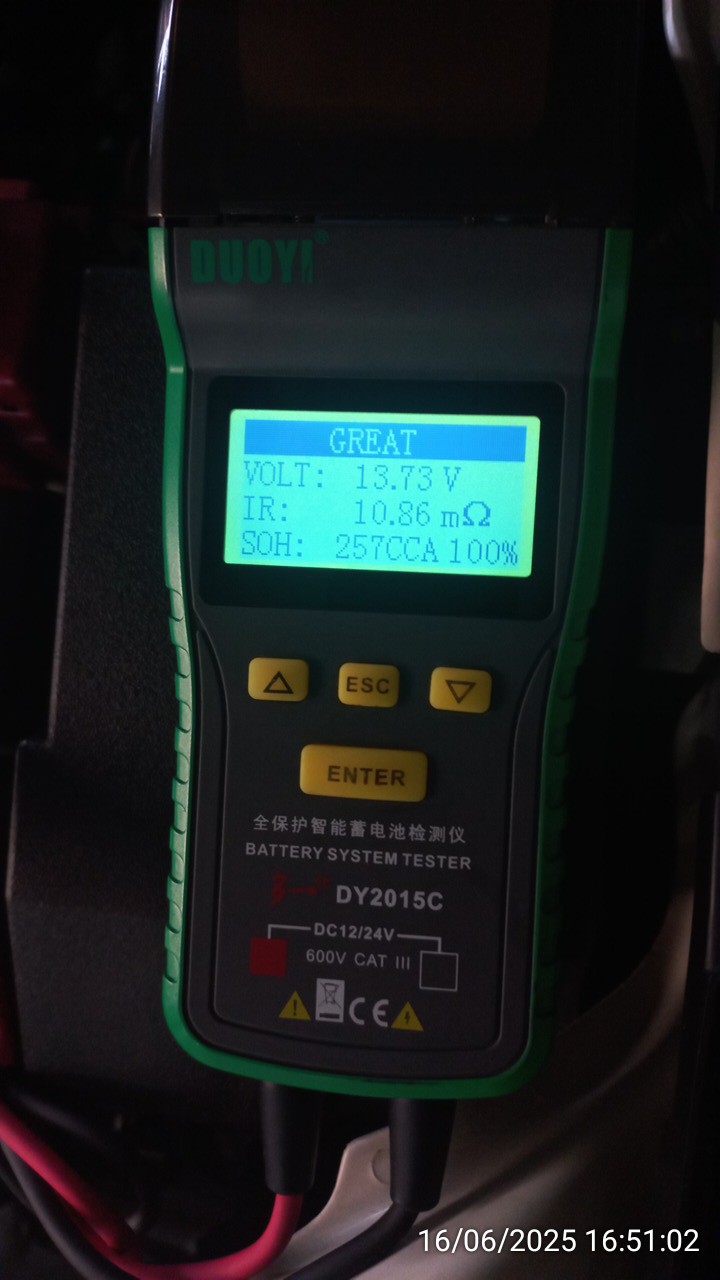 DUOYI
GREAT
VOLT: 13.73 V
IR: 10.86 mΩ
SOH: 257CCA 100%
ESC
ENTER
全保护智能蓄电池检测仪
BATTERY SYSTEM TESTER
DY2015C
DC12/24V
600V CAT III
CE
16/06/2025 16:51:02